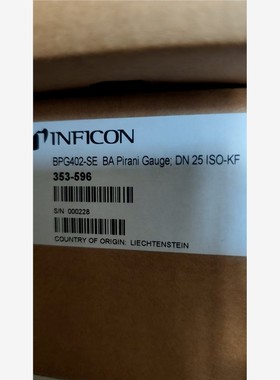 INFICON
BPG402-SE BA Pirani Gauge; DN 25 ISO-KF
353-596
S/N 000228
COUNTRY OF ORIGIN: LIECHTENSTEIN